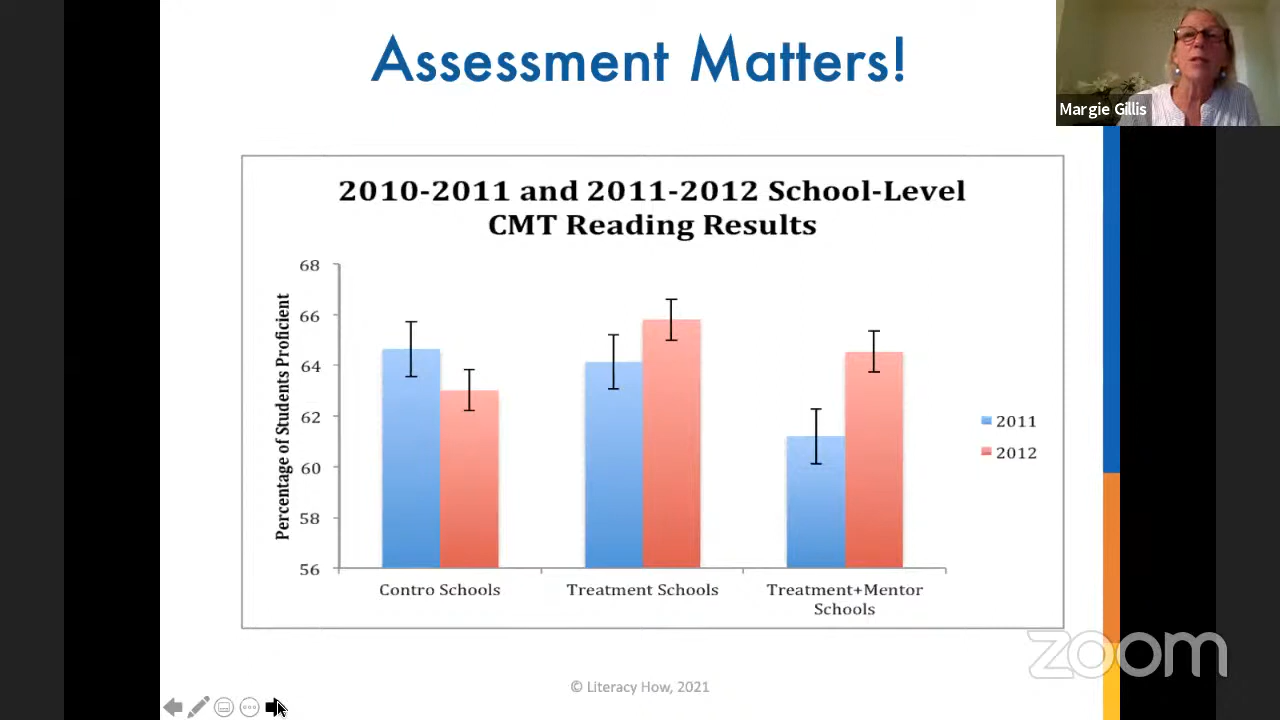 Assessment Matters!
Margie Gillis
2010-2011 and 2011-2012 School-Level
CMT Reading Results
Percentage of Students Proficient
68
66
64
62
60
58
56
Contro Schools
Treatment Schools
Treatment+Mentor
Schools
2011
2012
zoom
© Literacy How, 2021